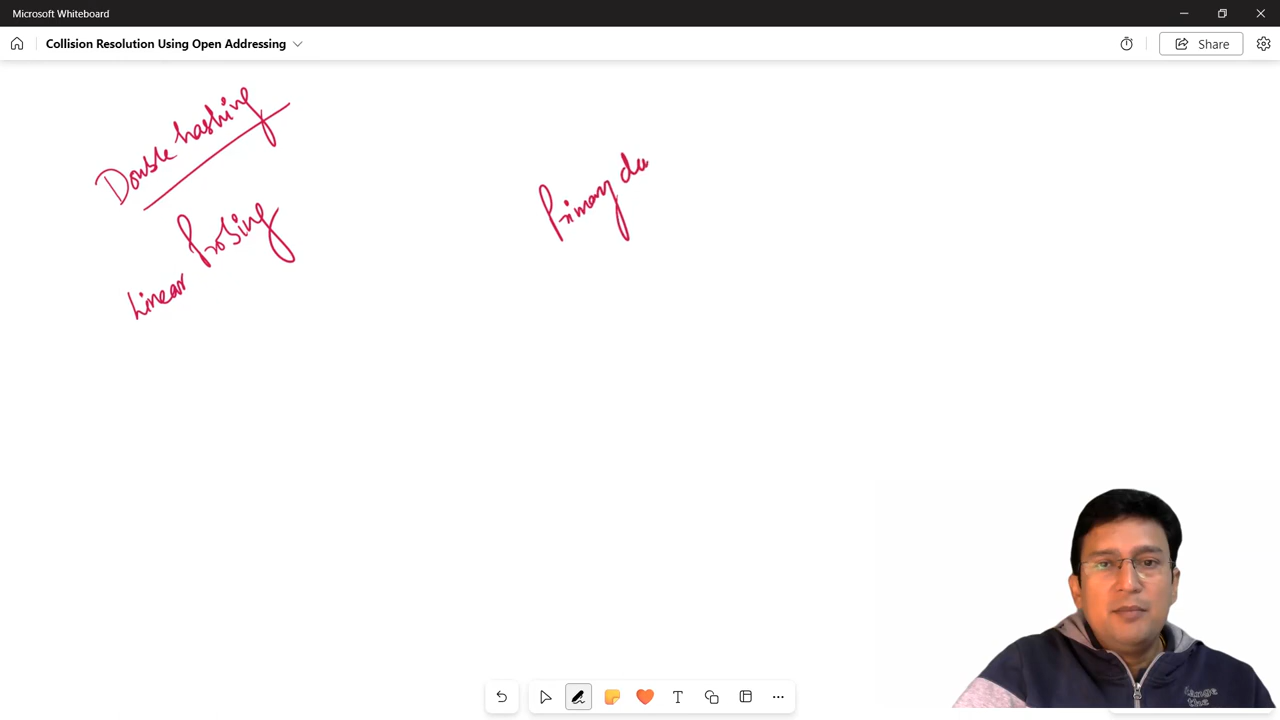 Microsoft Whiteboard
Collision Resolution Using Open Addressing
Share
Double hashing
Linear Probing
Primary clu